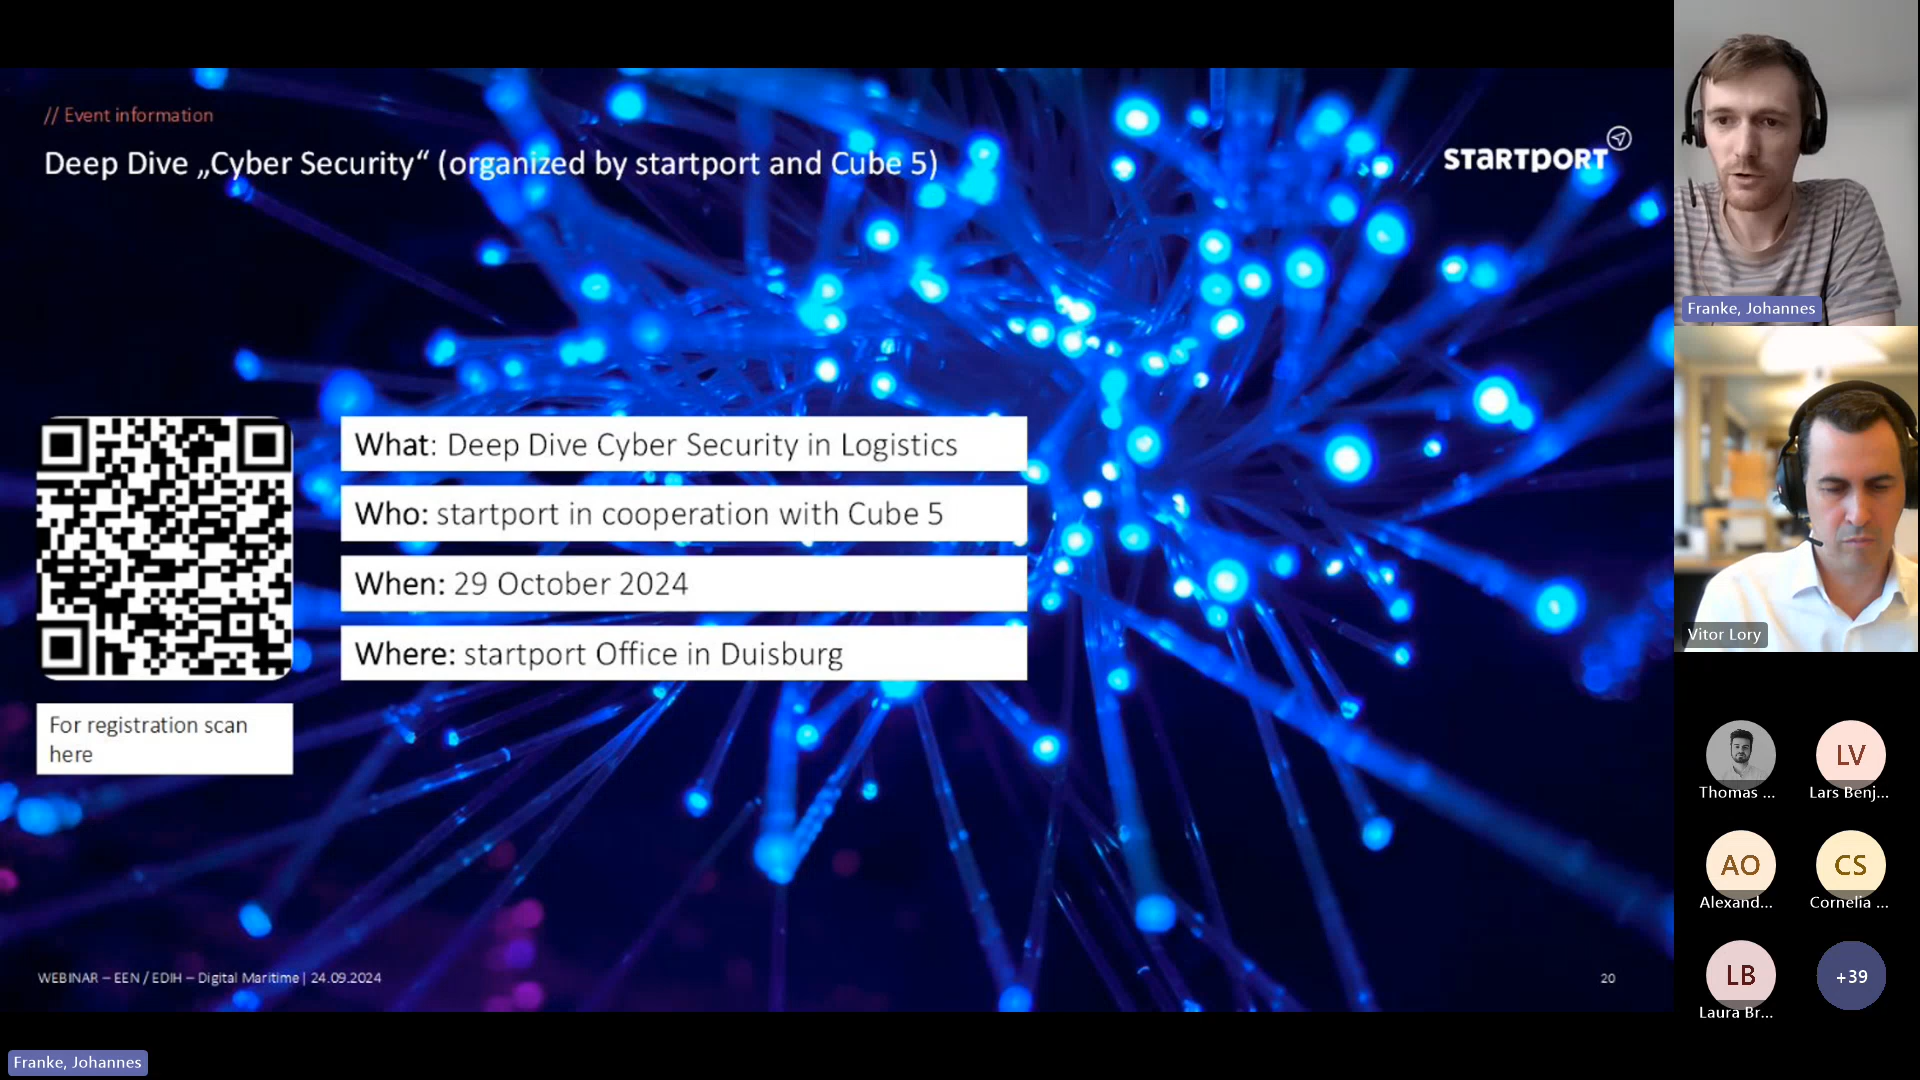 // Event information
Deep Dive „Cyber Security“ (organized by startport and Cube 5)
STARTPORT
What: Deep Dive Cyber Security in Logistics
Who: startport in cooperation with Cube 5
When: 29 October 2024
Where: startport Office in Duisburg
For registration scan
here
WEBINAR – EEN / EDIH – Digital Maritime | 24.09.2024
20
Franke, Johannes
Franke, Johannes
Vitor Lory
Thomas ...
LV
Lars Benj...
AO
Alexand...
CS
Cornelia ...
LB
Laura Br...
+39